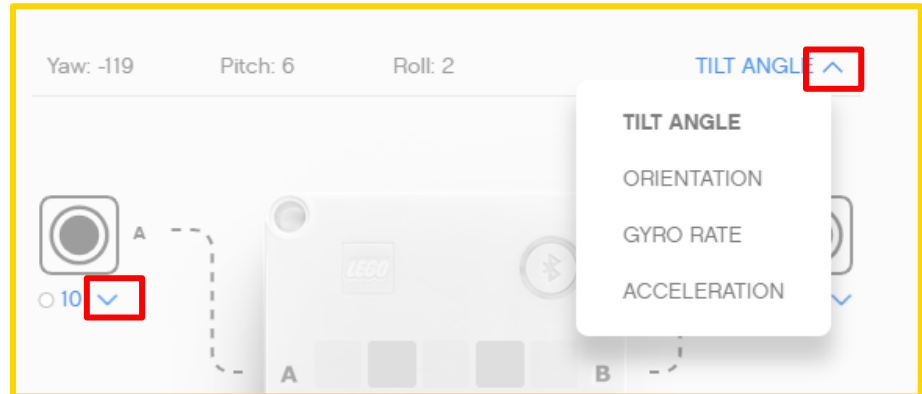 Yaw: -119 Pitch: 6 Roll: 2 TILT ANGLE
TILT ANGLE
ORIENTATION
GYRO RATE
ACCELERATION
A
LEGO
10
A B